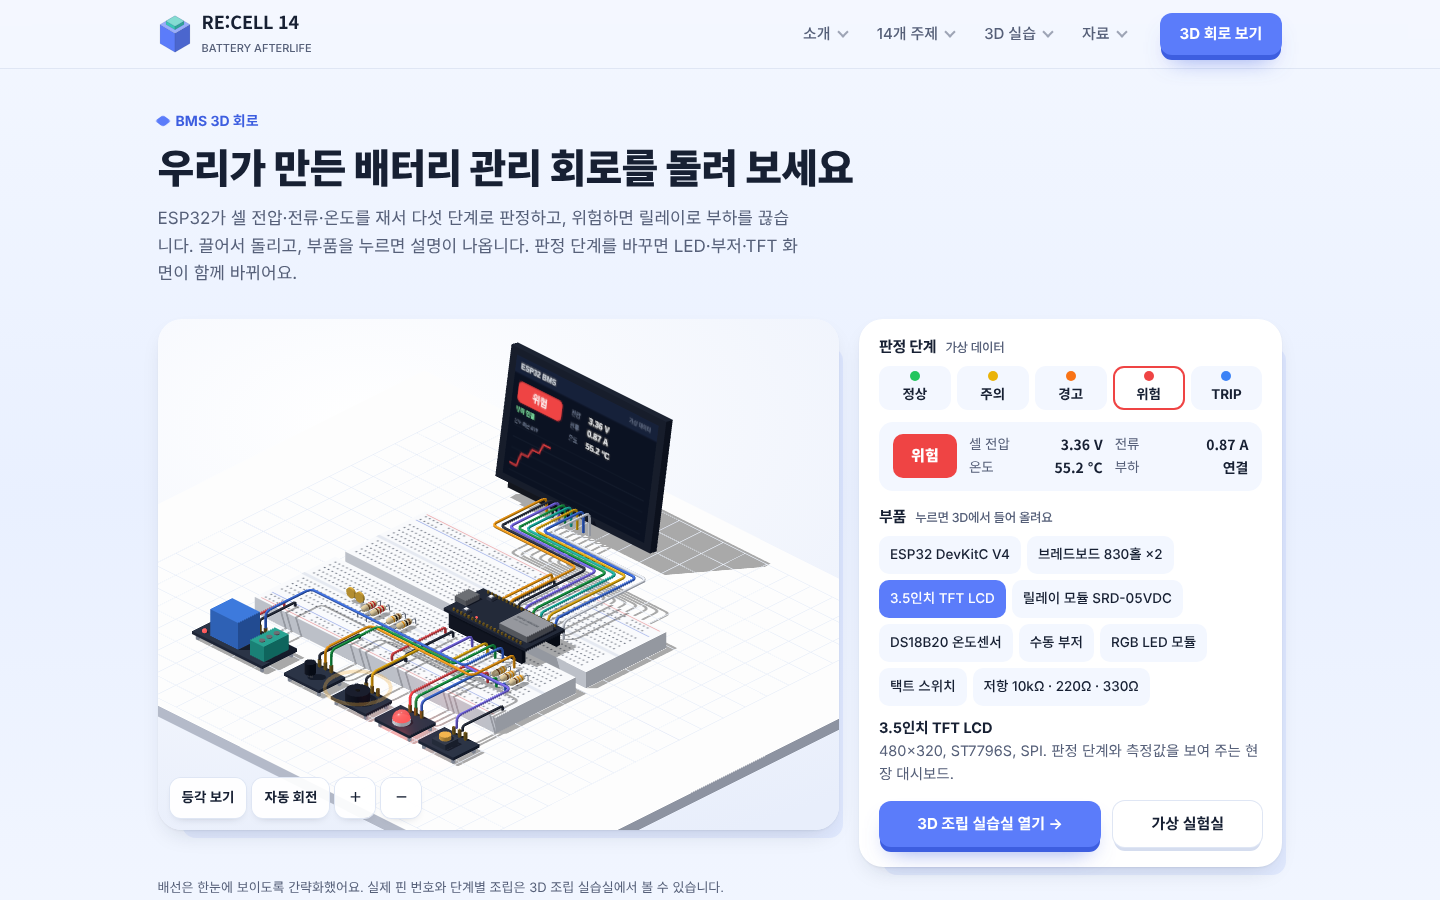 RE:CELL 14
BATTERY AFTERLIFE
소개
14개 주제
3D 실습
자료
3D 회로 보기
BMS 3D 회로
우리가 만든 배터리 관리 회로를 돌려 보세요
ESP32가 셀 전압·전류·온도를 재서 다섯 단계로 판정하고, 위험하면 릴레이로 부하를 끊습
니다. 끌어서 돌리고, 부품을 누르면 설명이 나옵니다. 판정 단계를 바꾸면 LED·부저·TFT 화
면이 함께 바뀌어요.
ESP32 BMS
위험
가상 데이터
3.36 V
0.87 A
55.2 °C
등각 보기
자동 회전
+
−
판정 단계 가상 데이터
정상
주의
경고
위험
TRIP
위험
셀 전압 3.36 V 전류 0.87 A
온도 55.2 °C 부하 연결
부품 누르면 3D에서 들어 올려요
ESP32 DevKitC V4
브레드보드 830홀 ×2
3.5인치 TFT LCD
릴레이 모듈 SRD-05VDC
DS18B20 온도센서
수동 부저
RGB LED 모듈
택트 스위치
저항 10kΩ · 220Ω · 330Ω
3.5인치 TFT LCD
480×320, ST7796S, SPI. 판정 단계와 측정값을 보여 주는 현
장 대시보드.
3D 조립 실습실 열기 →
가상 실험실
배선은 한눈에 보이도록 간략화했어요. 실제 핀 번호와 단계별 조립은 3D 조립 실습실에서 볼 수 있습니다.